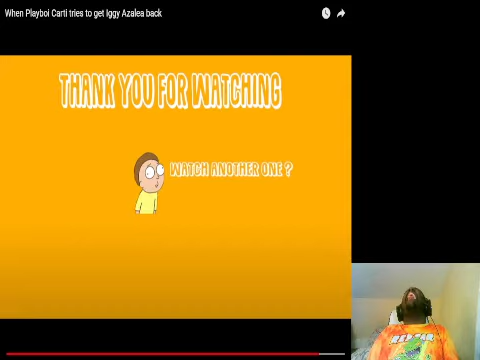 When Playboi Carti tries to get Iggy Azalea back
THANK YOU FOR WATCHING
WATCH ANOTHER ONE ?